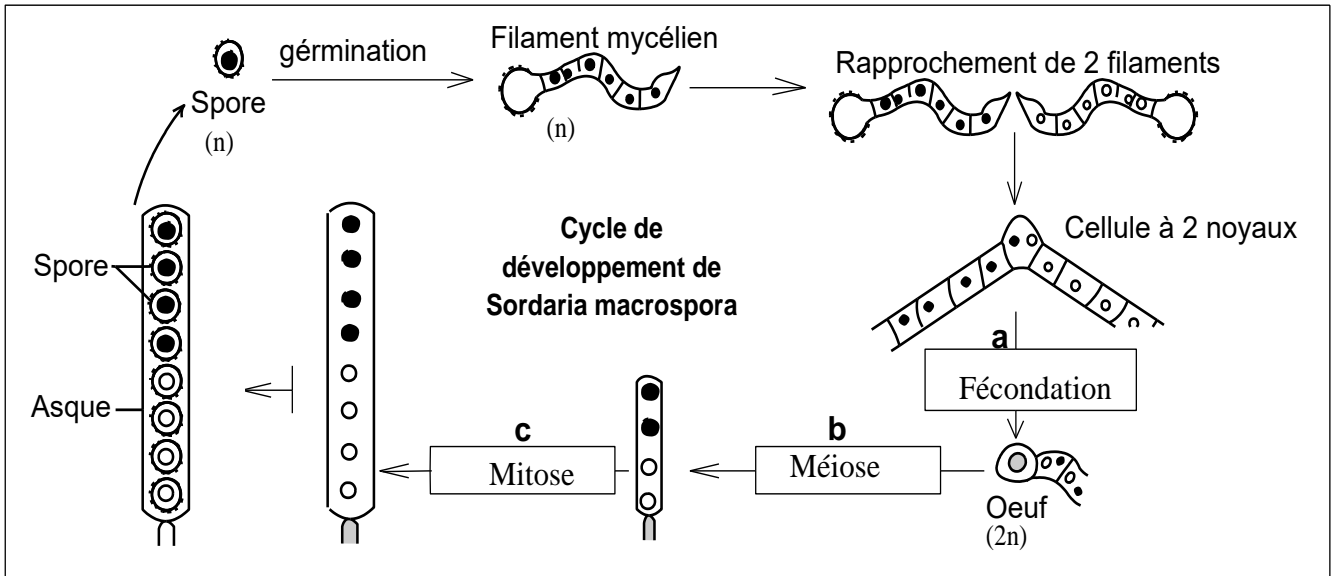 Spore
(n)
gérmination
Filament mycélien
(n)
Rapprochement de 2 filaments
Cellule à 2 noyaux
a
Fécondation
Oeuf
(2n)
b
Méiose
c
Mitose
Spore
Asque
Cycle de
développement de
Sordaria macrospora